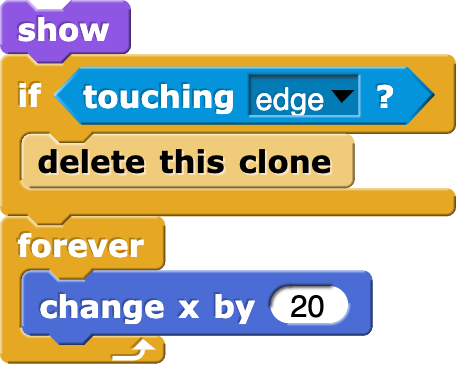 show
if touching edge ?
delete this clone
forever
change x by 20